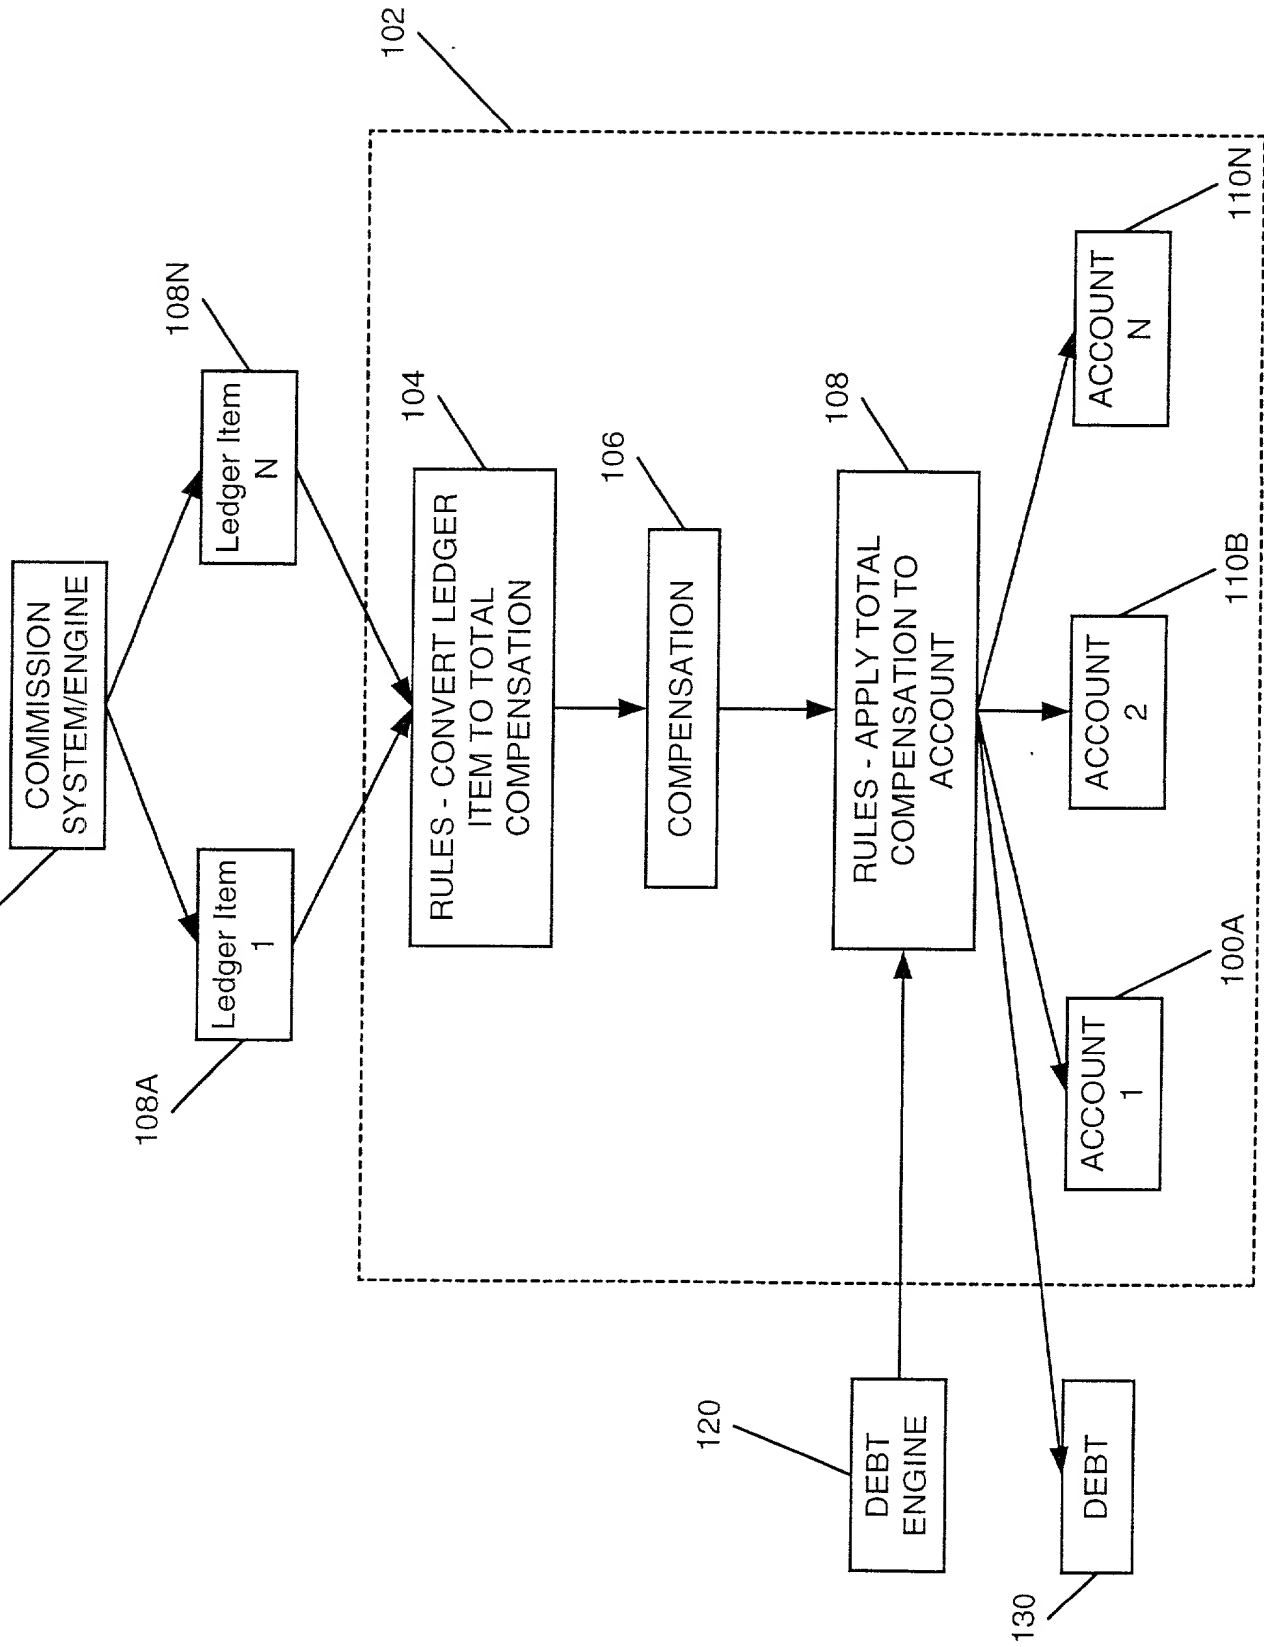 COMMISSION
SYSTEM/ENGINE
108A
Ledger Item
1
Ledger Item
N
108N
102
RULES - CONVERT LEDGER
ITEM TO TOTAL
COMPENSATION
104
COMPENSATION
106
120
DEBT
ENGINE
RULES - APPLY TOTAL
COMPENSATION TO
ACCOUNT
108
130
DEBT
ACCOUNT
1
100A
ACCOUNT
2
110B
ACCOUNT
N
110N